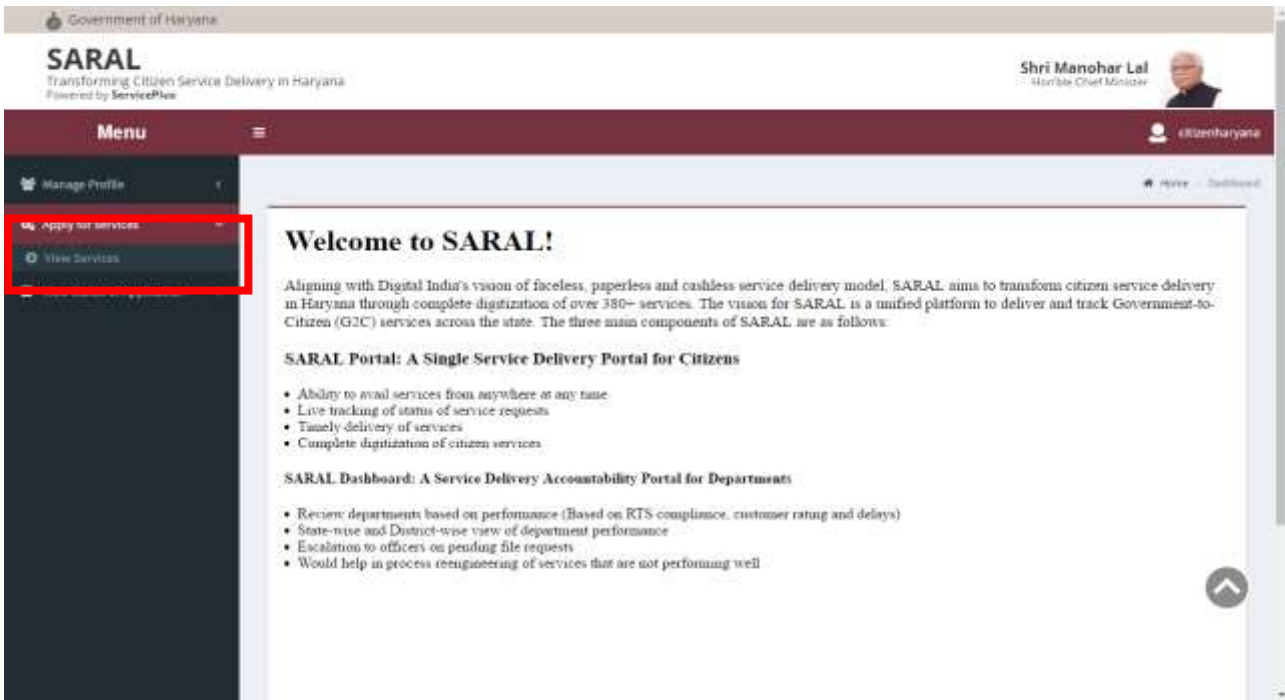 Government of Haryana
SARAL
Transforming Citizen Service Delivery in Haryana
Powered by ServicePlus
Shri Manohar Lal
Hon'ble Chief Minister
Menu
citizenharyana
Manage Profile
Home Dashboard
Apply for Services
View Services
Welcome to SARAL!
Aligning with Digital India's vision of faceless, paperless and cashless service delivery model, SARAL aims to transform citizen service delivery
in Haryana through complete digitization of over 380+ services. The vision for SARAL is a unified platform to deliver and track Government-to-
Citizen (G2C) services across the state. The three main components of SARAL are as follows:
SARAL Portal: A Single Service Delivery Portal for Citizens
• Ability to avail services from anywhere at any time
• Live tracking of status of service requests
• Timely delivery of services
• Complete digitization of citizen services
SARAL Dashboard: A Service Delivery Accountability Portal for Departments
• Review departments based on performance (Based on RTS compliance, customer rating and delays)
• State-wise and District-wise view of department performance
• Escalation to officers on pending file requests
• Would help in process reengineering of services that are not performing well